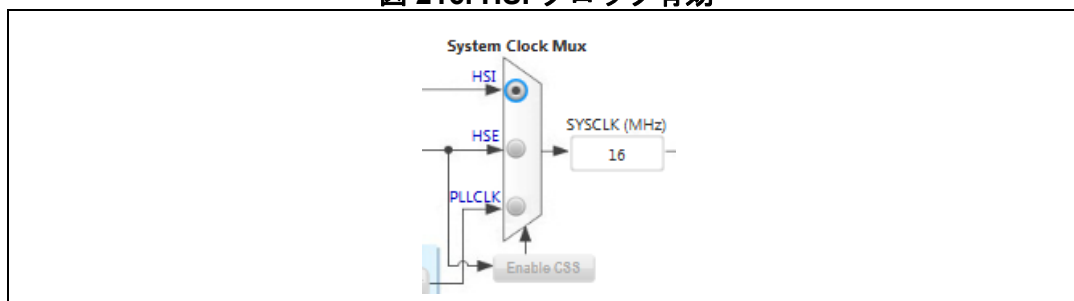 System Clock Mux
HSI
HSE
SYSCLK (MHz)
16
PLLCLK
Enable CSS